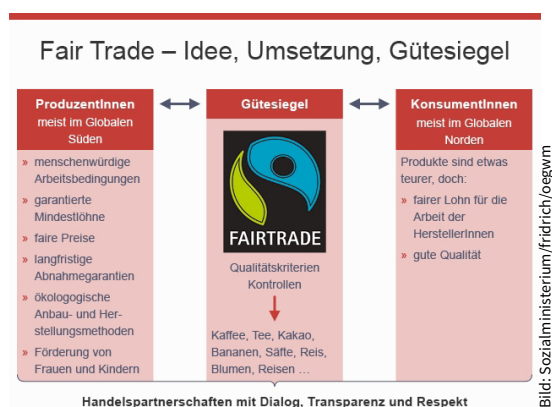 Fair Trade – Idee, Umsetzung, Gütesiegel
ProduzentInnen
meist im Globalen
Süden
» menschenwürdige
Arbeitsbedingungen
» garantierte
Mindestlöhne
» faire Preise
» langfristige
Abnahmegarantien
» ökologogische
Anbau- und Her-
stellungsmethoden
» Förderung von
Frauen und Kindern
Gütesiegel
FAIRTRADE
Qualitätskriterien
Kontrollen
Kaffee, Tee, Kakao,
Bananen, Säfte, Reis,
Blumen, Reisen ...
KonsumentInnen
meist im Globalen
Norden
Produkte sind etwas
teurer, doch:
» fairer Lohn für die
Arbeit der
HerstellerInnen
» gute Qualität
Handelspartnerschaften mit Dialog, Transparenz und Respekt
Bild: Sozialministerium/fridrich/oegwm